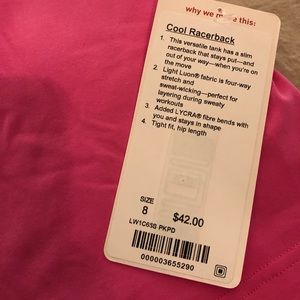 why we made this:
Cool Racerback
1. This versatile tank has a slim
racerback that stays put—and
out of your way—when you're on
the move
2. Light Luon® fabric is four-way
stretch and
sweat-wicking—perfect for
layering during sweaty
workouts
3. Added LYCRA® fibre bends with
you and stays in shape
4. Tight fit, hip length
SIZE
8
$42.00
LW1C63S PKPD
000003655290